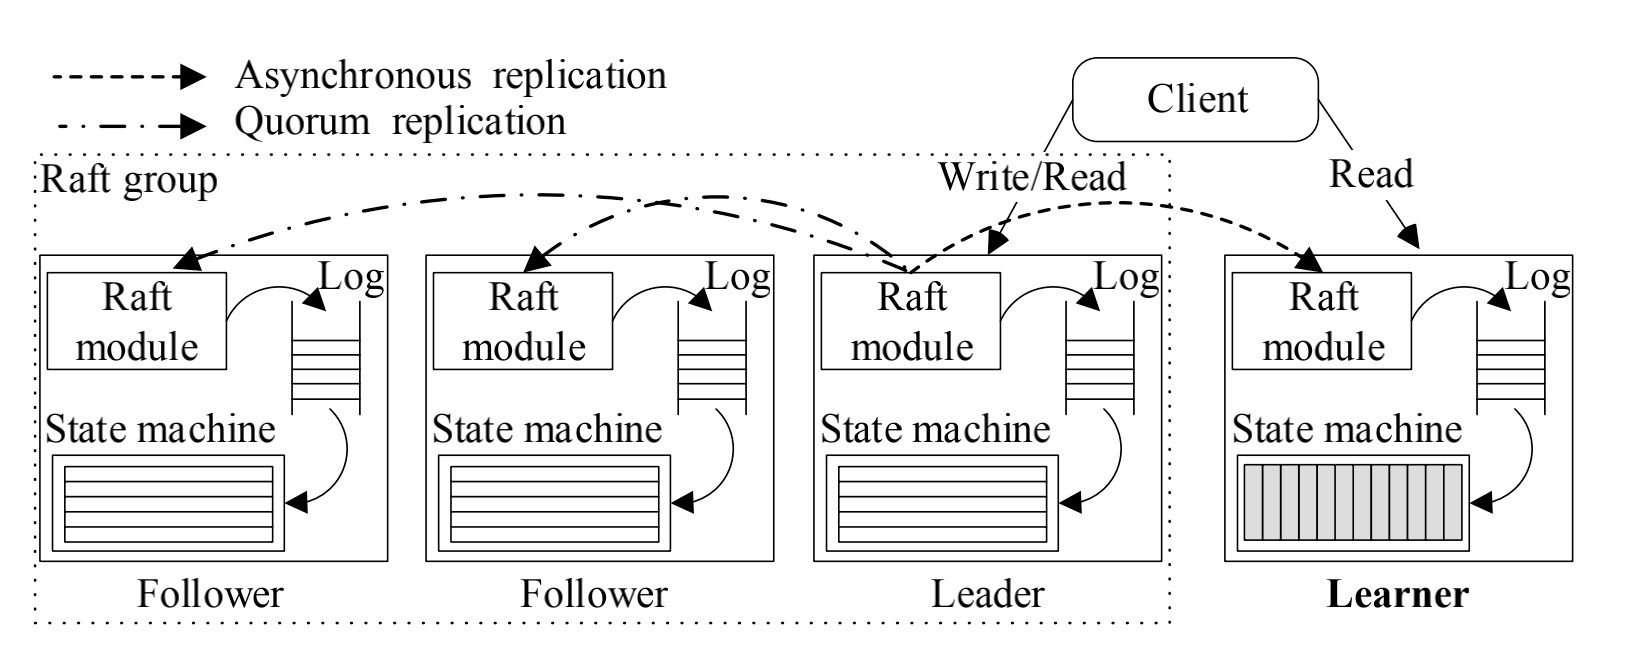 Asynchronous replication
Quorum replication
Client
Raft group
Write/Read
Read
Raft
module
Log
State machine
Follower
Raft
module
Log
State machine
Follower
Raft
module
Log
State machine
Leader
Raft
module
Log
State machine
Learner